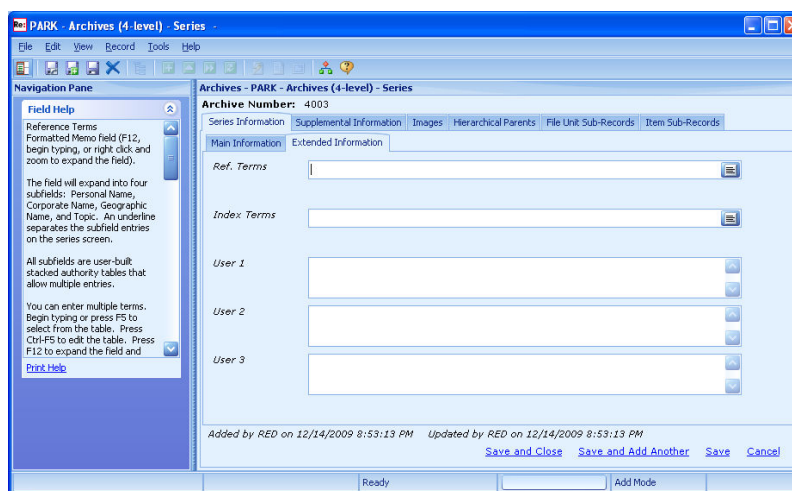 Re: PARK - Archives (4-level) - Series -
File Edit View Record Tools Help
Navigation Pane
Field Help
Reference Terms
Formatted Memo field (F12,
begin typing, or right click and
zoom to expand the field).
The field will expand into four
subfields: Personal Name,
Corporate Name, Geographic
Name, and Topic. An underline
separates the subfield entries
on the series screen.
All subfields are user-built
stacked authority tables that
allow multiple entries.
You can enter multiple terms.
Begin typing or press F5 to
select from the table. Press
Ctrl-F5 to edit the table. Press
F12 to expand the field and
Print Help
Archives - PARK - Archives (4-level) - Series
Archive Number: 4003
Series Information Supplemental Information Images Hierarchical Parents File Unit Sub-Records Item Sub-Records
Main Information Extended Information
Ref. Terms
Index Terms
User 1
User 2
User 3
Added by RED on 12/14/2009 8:53:13 PM Updated by RED on 12/14/2009 8:53:13 PM
Save and Close Save and Add Another Save Cancel
Ready Add Mode